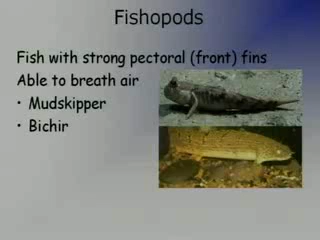 Fishopods
Fish with strong pectoral (front) fins
Able to breath air
• Mudskipper
• Bichir